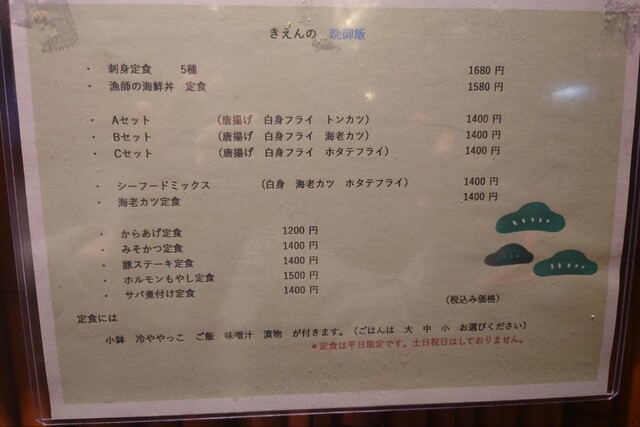 きえんの 晩御飯
・ 刺身定食 5種 1680 円
・ 漁師の海鮮丼 定食 1580 円
・ Aセット (唐揚げ 白身フライ トンカツ) 1400 円
・ Bセット (唐揚げ 白身フライ 海老カツ) 1400 円
・ Cセット (唐揚げ 白身フライ ホタテフライ) 1400 円
・ シーフードミックス (白身 海老カツ ホタテフライ) 1400 円
・ 海老カツ定食 1400 円
・ からあげ定食 1200 円
・ みそかつ定食 1400 円
・ 豚ステーキ定食 1400 円
・ ホルモンもやし定食 1500 円
・ サバ煮付け定食 1400 円
(税込み価格)
定食には
小鉢 冷ややっこ ご飯 味噌汁 漬物 が付きます。(ごはんは 大 中 小 お選びください)
*定食は平日限定です。土日祝日はしておりません。